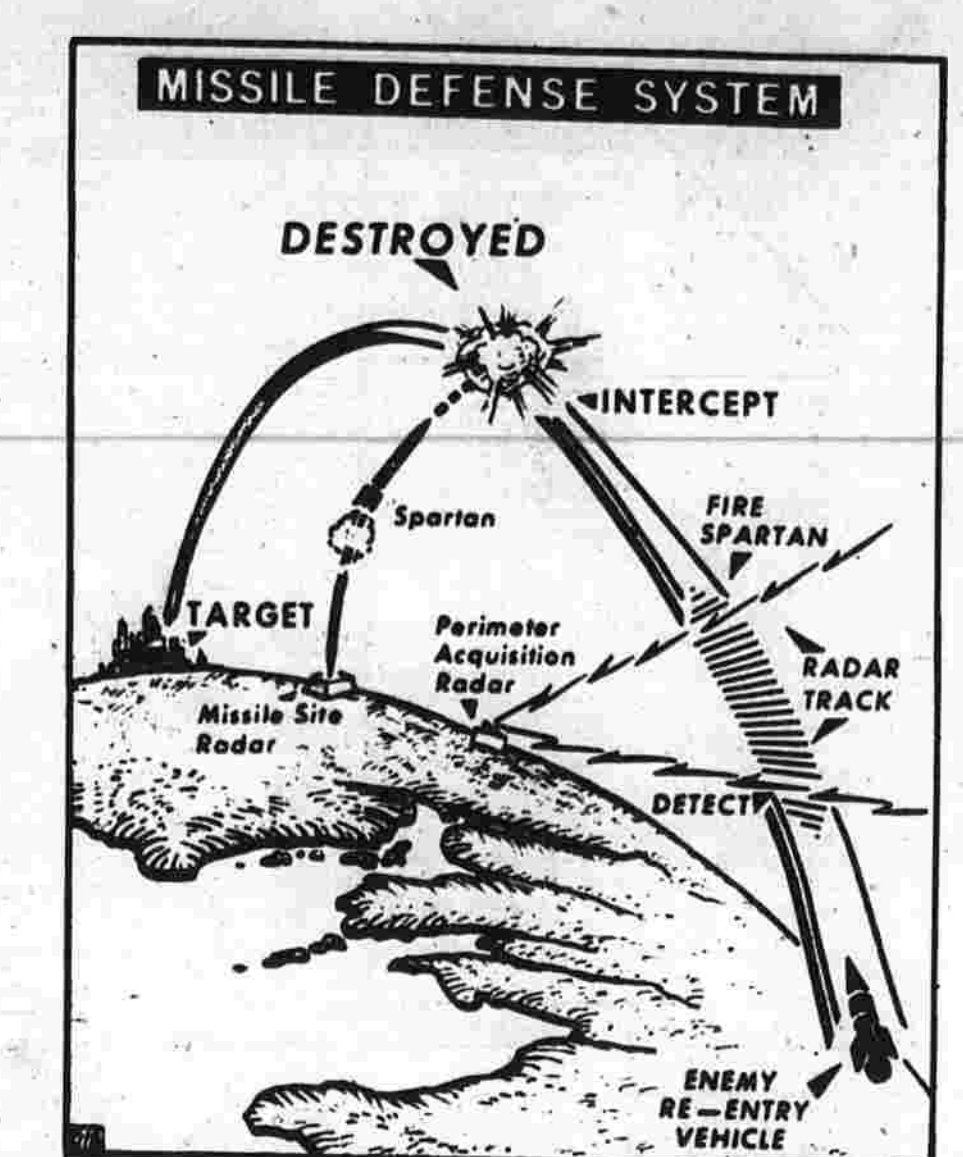 MISSILE DEFENSE SYSTEM
DESTROYED
INTERCEPT
Spartan
FIRE
SPARTAN
TARGET
Perimeter
Acquisition
Radar
RADAR
TRACK
Missile Site
Radar
DETECT
ENEMY
RE-ENTRY
VEHICLE